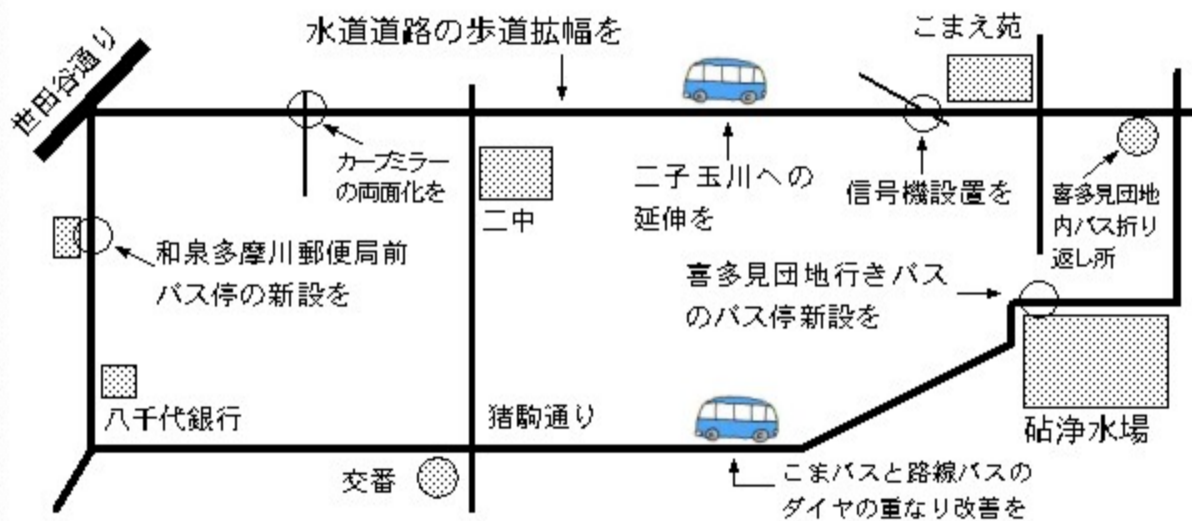 世田谷通り
水道道路の歩道拡幅を
こまえ苑
カーブミラー
の両面化を
二中
二子玉川への
延伸を
信号機設置を
喜多見団地
内バス折り
返し所
和泉多摩川郵便局前
バス停の新設を
喜多見団地行きバス
のバス停新設を
八千代銀行
猪駒通り
砧浄水場
交番
こまバスと路線バスの
ダイヤの重なり改善を